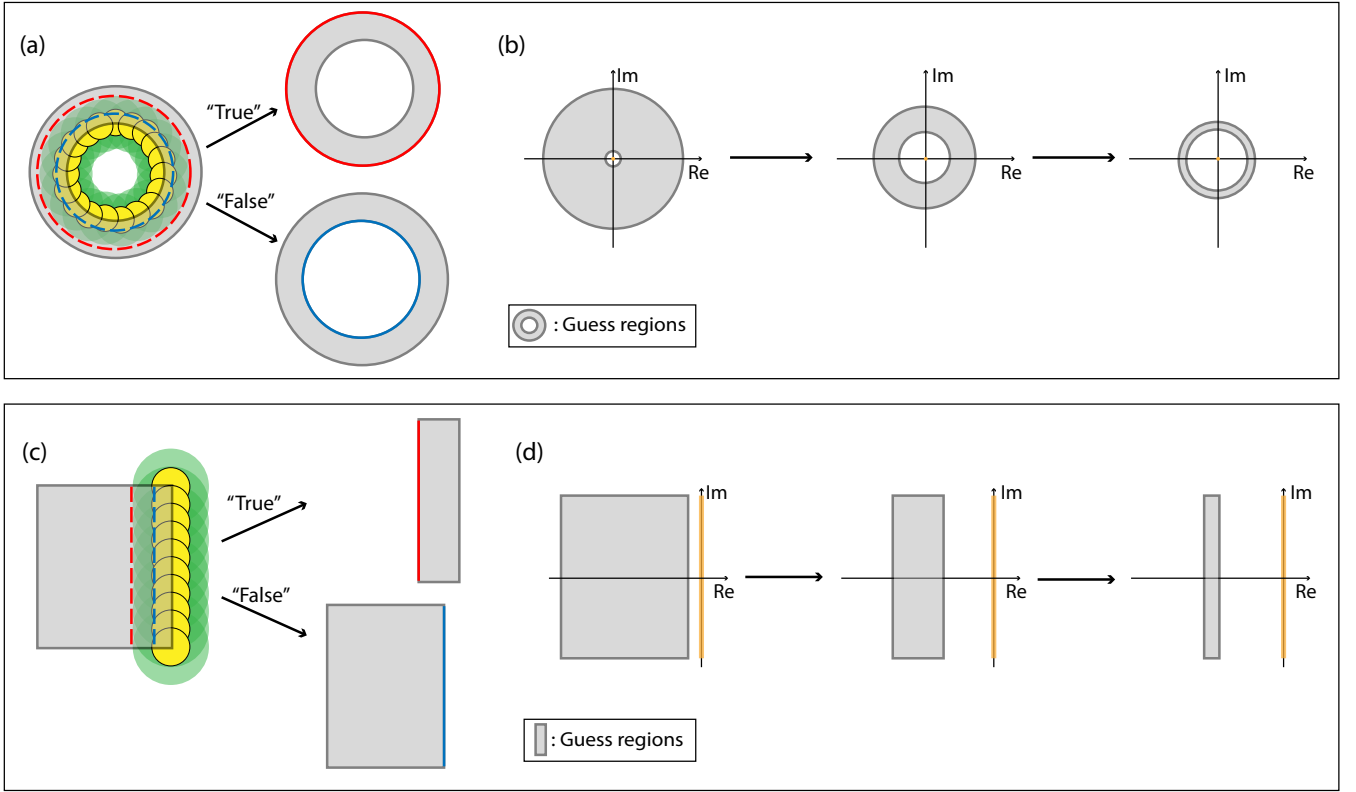 (a)
“True”
“False”
(b)
Im
Re
Im
Re
Im
Re
: Guess regions
(c)
“True”
“False”
(d)
Im
Re
Im
Re
Im
Re
: Guess regions